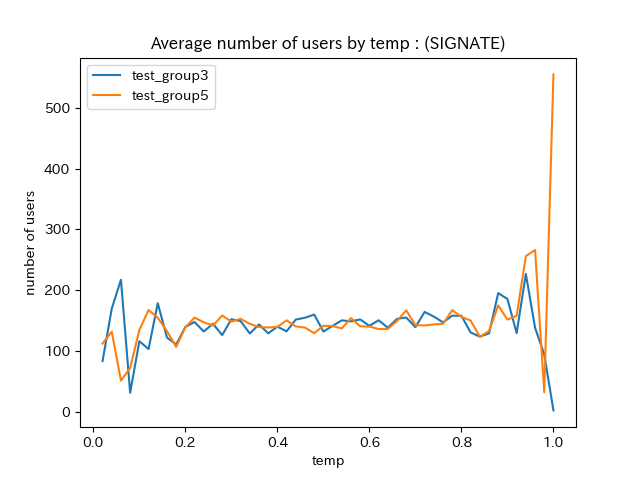 Average number of users by temp : (SIGNATE)
test_group3
test_group5
number of users
500
400
300
200
100
0
0.0 0.2 0.4 0.6 0.8 1.0
temp